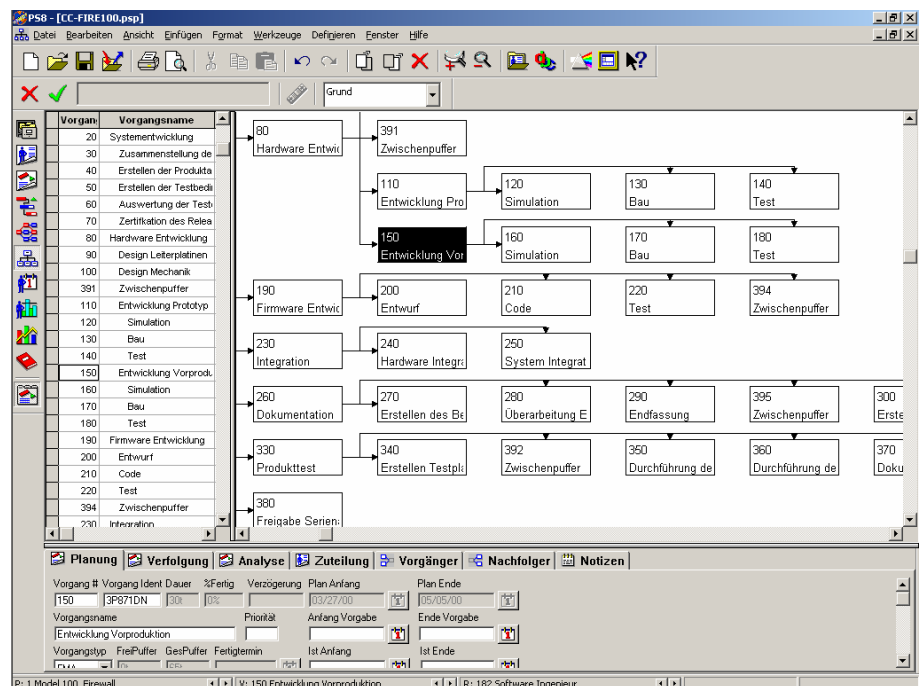 PS8 - [CC-FIRE100.psp]
Datei Bearbeiten Ansicht Einfügen Format Werkzeuge Definieren Fenster Hilfe
Grund
Vorgan Vorgangsname
20 Systementwicklung
30 Zusammenstellung de
40 Erstellen der Produkta
50 Erstellen der Testbedi
60 Auswertung der Test
70 Zertifkation des Relea
80 Hardware Entwicklung
90 Design Leiterplatinen
100 Design Mechanik
391 Zwischenpuffer
110 Entwicklung Prototyp
120 Simulation
130 Bau
140 Test
150 Entwicklung Vorprodu
160 Simulation
170 Bau
180 Test
190 Firmware Entwicklung
200 Entwurf
210 Code
220 Test
394 Zwischenpuffer
230 Integration
80 391
Hardware Entwic Zwischenpuffer
110 120 130 140
Entwicklung Pro Simulation Bau Test
150 160 170 180
Entwicklung Vor Simulation Bau Test
190 200 210 220 394
Firmware Entwic Entwurf Code Test Zwischenpuffer
230 240 250
Integration Hardware Integra System Integrat
260 270 280 290 395 300
Dokumentation Erstellen des Be Überarbeitung E Endfassung Zwischenpuffer Erste
330 340 392 350 360 370
Produkttest Erstellen Testpla Zwischenpuffer Durchführung de Durchführung de Doku
380
Freigabe Serien
Planung Verfolgung Analyse Zuteilung Vorgänger Nachfolger Notizen
Vorgang # Vorgang Ident Dauer %Fertig Verzögerung Plan Anfang Plan Ende
150 3P871DN 30t 0% 03/27/00 05/05/00
Vorgangsname Priorität Anfang Vorgabe Ende Vorgabe
Entwicklung Vorproduktion
Vorgangstyp FreiPuffer GesPuffer Fertigtermin Ist Anfang Ist Ende
P: 1 Model 100, Firewall V: 150 Entwicklung Vorproduktion R: 182 Software Ingenieur